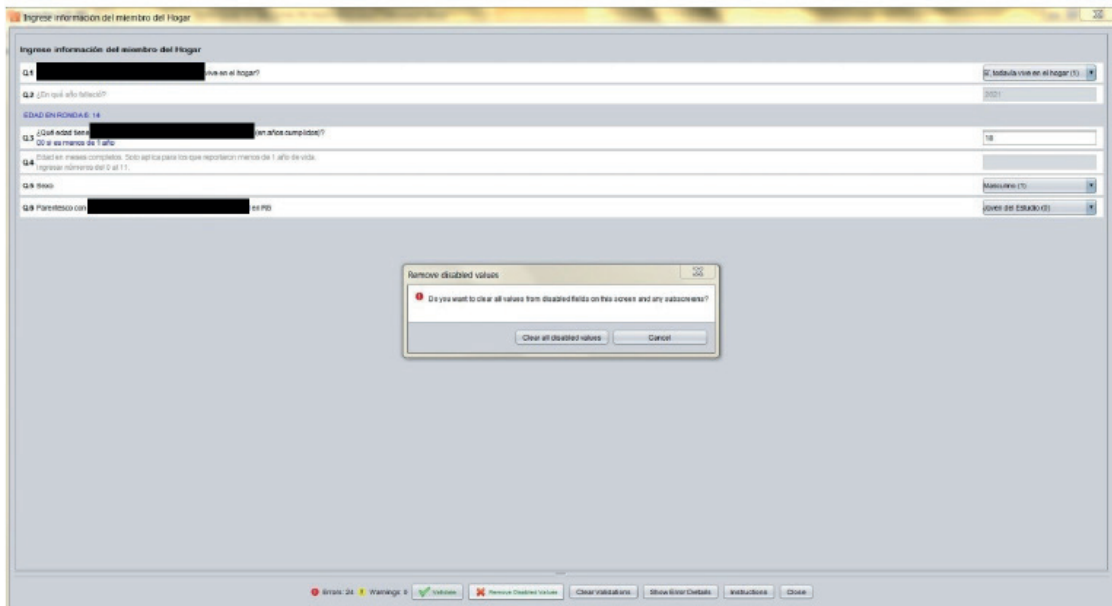 Ingrese información del miembro del Hogar
Ingrese información del miembro del Hogar
Q.1 vive en el hogar? Sí, todavía vive en el hogar (1)
Q.2 ¿En qué año falleció? 2021
EDAD EN RONDA 6: 14
Q.3 ¿Qué edad tiene (en años cumplidos)? 18
00 si es menos de 1 año
Q.4 Edad en meses completos. Solo aplica para los que reportaron menos de 1 año de vida.
Ingresar números del 0 al 11.
Q.5 Sexo Masculino (1)
Parentesco con en R6 Joven del Estudio (0)
Remove disabled values
Do you want to clear all values from disabled fields on this screen and any subscreens?
Clear all disabled values Cancel
Errors: 24 Warnings: 0 Validate Remove Disabled Values Clear Validations Show Error Details Instructions Close